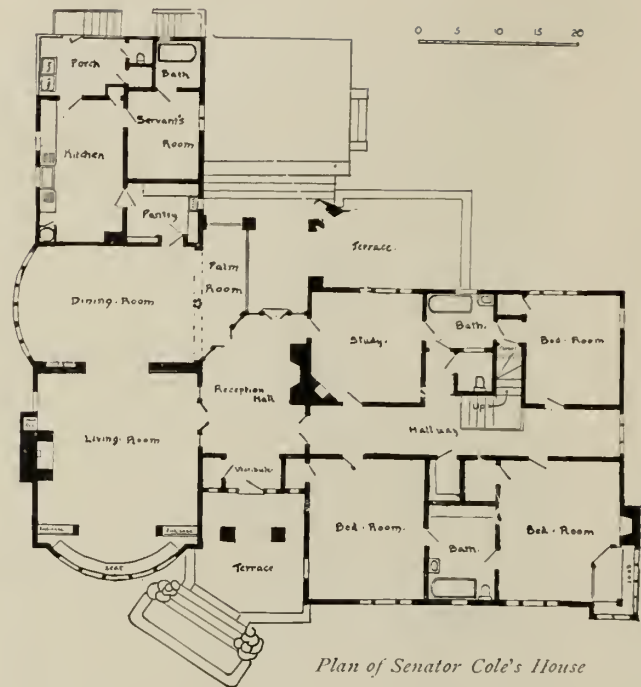 0 5 10 15 20
Porch
Bath
Servant's
Room
Kitchen
Pantry
Terrace.
Palm
Room
Dining-Room
Study.
Bath.
Bed-Room
Reception
Hall
Up
Hallway
Living-Room
Vestibule
Bed-Room.
Bath.
Bed-Room
Terrace
Seat
Seat
Plan of Senator Cole's House